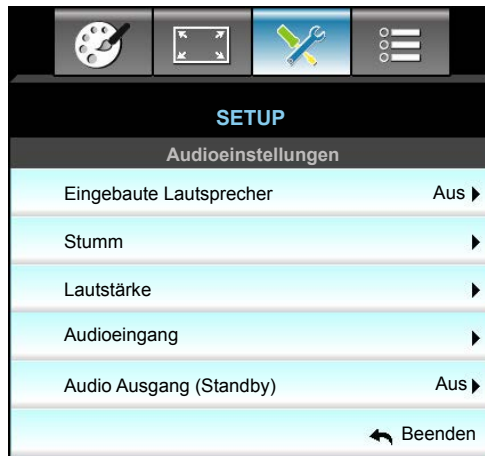 SETUP
Audioeinstellungen
Eingebaute Lautsprecher Aus
Stumm
Lautstärke
Audioeingang
Audio Ausgang (Standby) Aus
Beenden